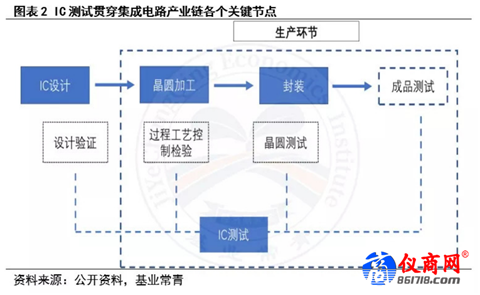 图表 2 IC 测试贯穿集成电路产业链各个关键节点
生产环节
IC设计
晶圆加工
封装
成品测试
设计验证
过程工艺控
制检验
晶圆测试
IC测试
资料来源：公开资料，基业常青
仪商网®
861718.com